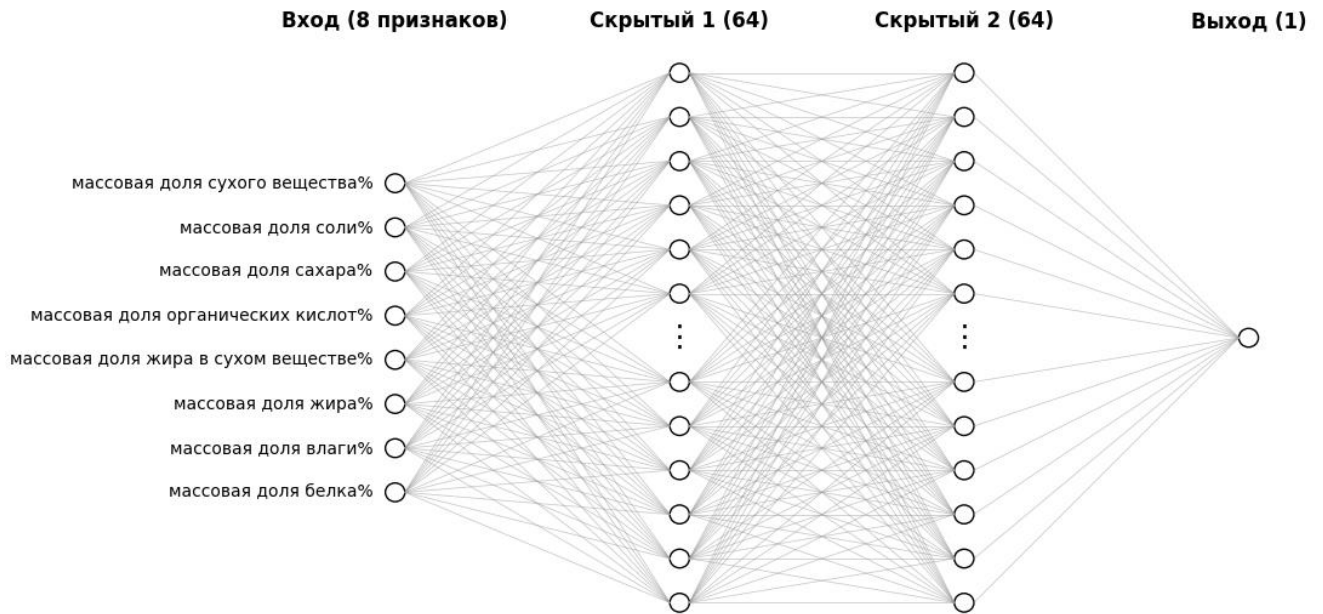 Вход (8 признаков)
Скрытый 1 (64)
Скрытый 2 (64)
Выход (1)
массовая доля сухого вещества%
массовая доля соли%
массовая доля сахара%
массовая доля органических кислот%
массовая доля жира в сухом веществе%
массовая доля жира%
массовая доля влаги%
массовая доля белка%